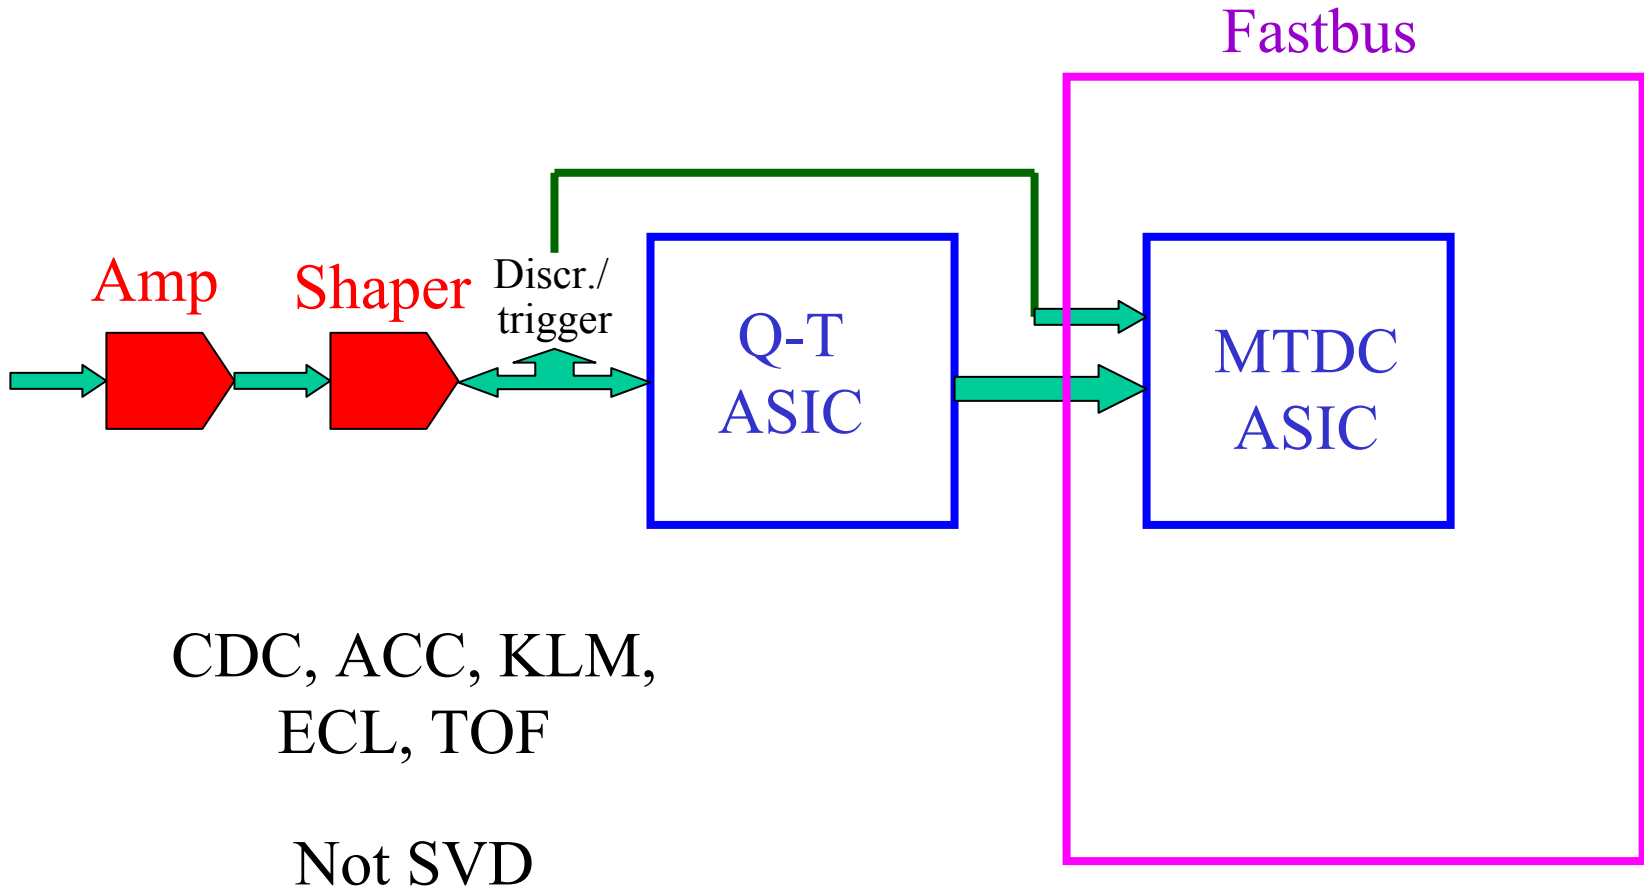 Fastbus
Amp
Shaper
Discr./
trigger
Q-T
ASIC
MTDC
ASIC
CDC, ACC, KLM,
ECL, TOF
Not SVD